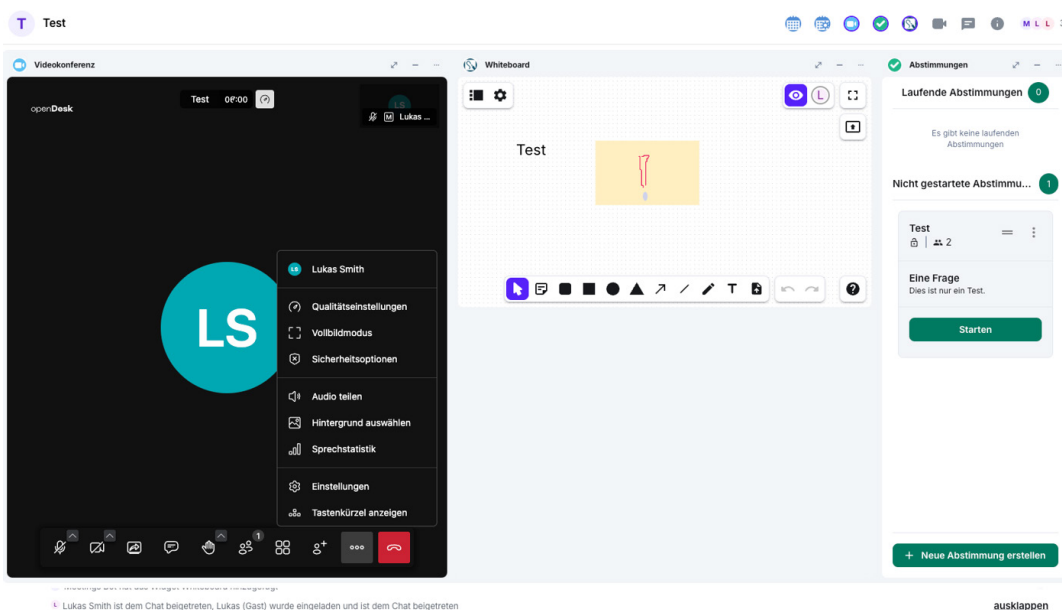 T Test
M L L
Videokonferenz
Whiteboard
Abstimmungen
openDesk
Test
LS
M Lukas ...
LS
LS Lukas Smith
Qualitätseinstellungen
Vollbildmodus
Sicherheitsoptionen
Audio teilen
Hintergrund auswählen
Sprechstatistik
Einstellungen
Tastenkürzel anzeigen
1
L
Test
T
Laufende Abstimmungen 0
Es gibt keine laufenden
Abstimmungen
Nicht gestartete Abstimmu... 1
Test
2
Eine Frage
Dies ist nur ein Test.
Starten
+ Neue Abstimmung erstellen
L Lukas Smith ist dem Chat beigetreten, Lukas (Gast) wurde eingeladen und ist dem Chat beigetreten
ausklappen